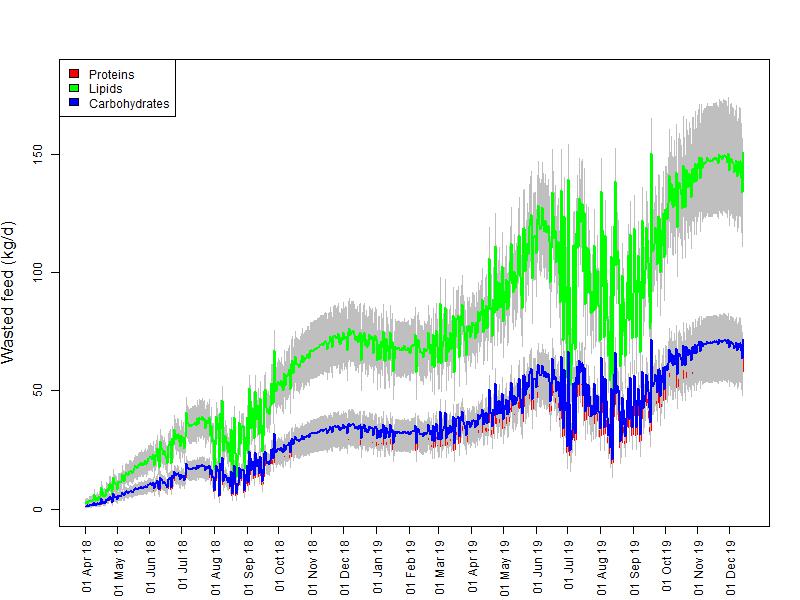 Proteins
Lipids
Carbohydrates
Wasted feed (kg/d)
150
100
50
0
01 Apr 18
01 May 18
01 Jun 18
01 Jul 18
01 Aug 18
01 Sep 18
01 Oct 18
01 Nov 18
01 Dec 18
01 Jan 19
01 Feb 19
01 Mar 19
01 Apr 19
01 May 19
01 Jun 19
01 Jul 19
01 Aug 19
01 Sep 19
01 Oct 19
01 Nov 19
01 Dec 19